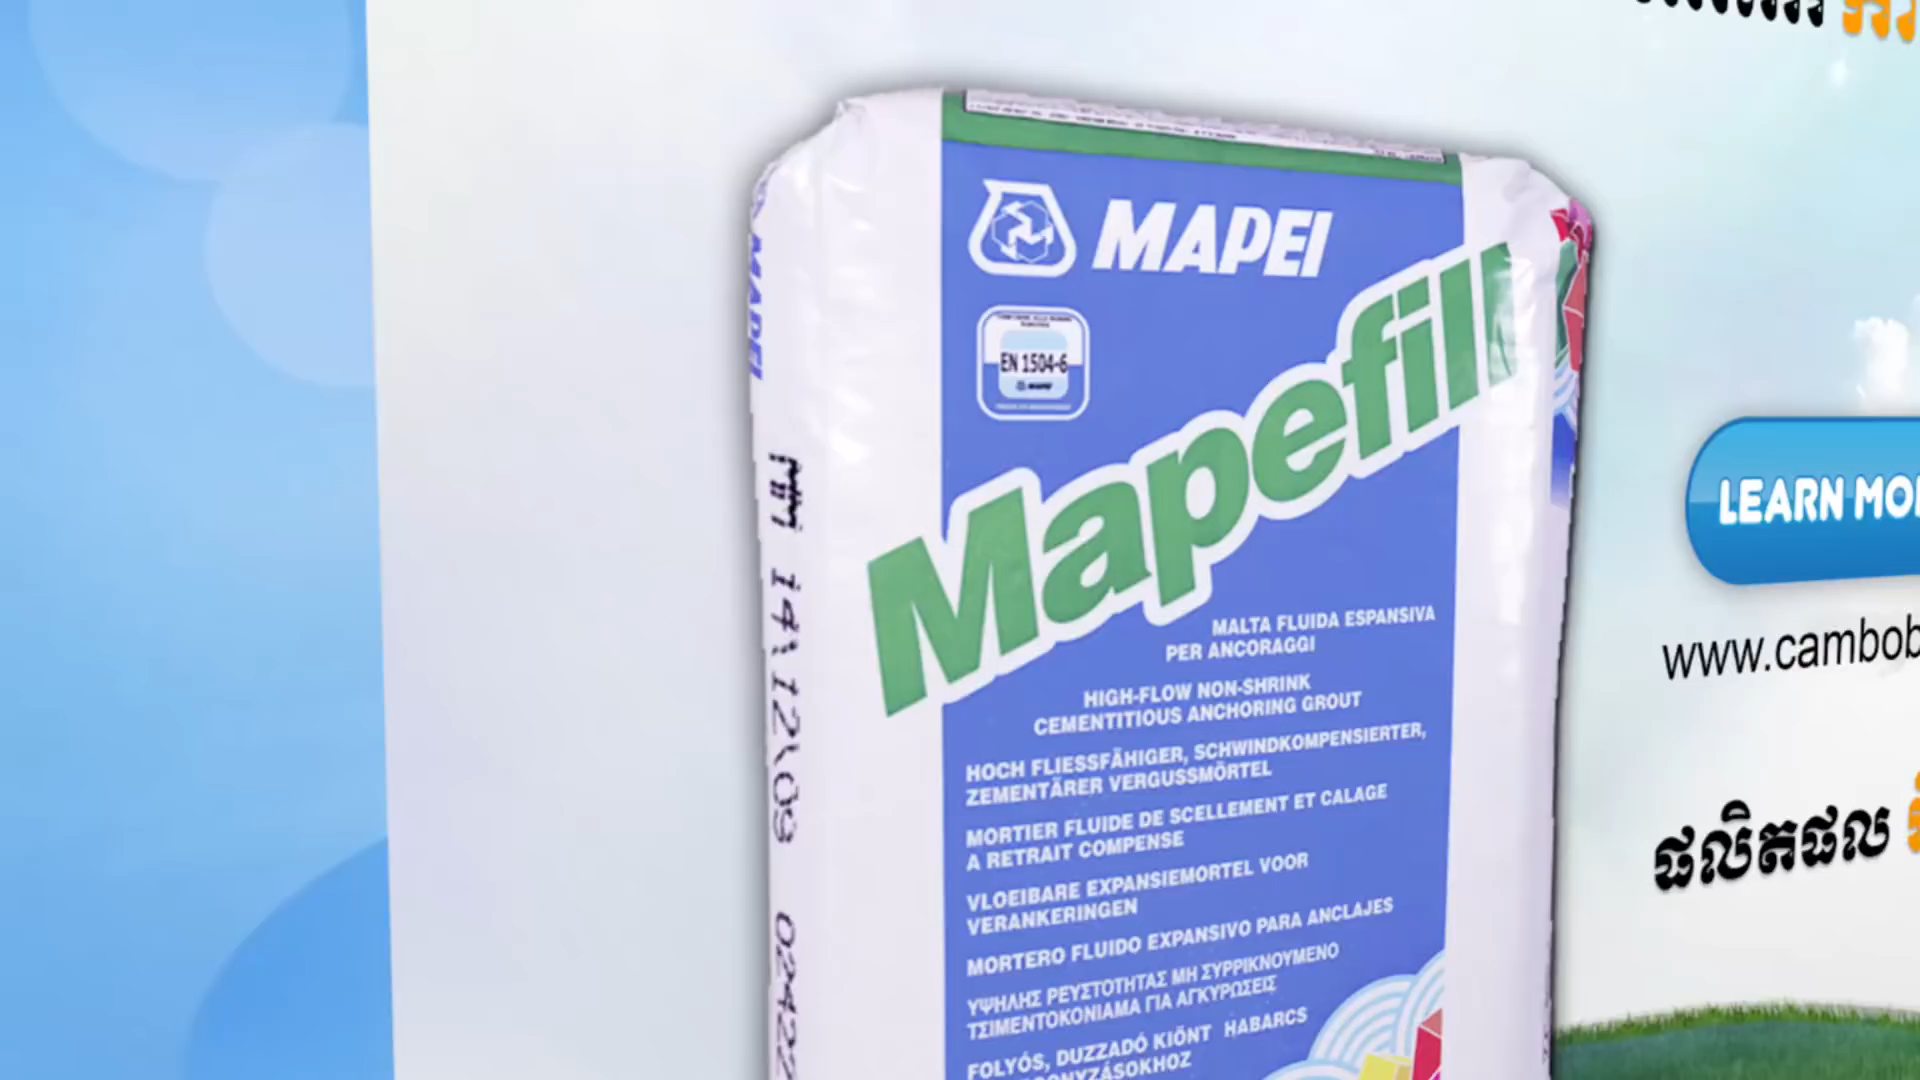 MAPEI
EN 1504-6
Mapefill
MALTA FLUIDA ESPANSIVA
PER ANCORAGGI
HIGH-FLOW NON-SHRINK
CEMENTITIOUS ANCHORING GROUT
HOCH FLIESSFÄHIGER, SCHWINDKOMPENSIERTER,
ZEMENTÄRER VERGUSSMÖRTEL
MORTIER FLUIDE DE SCELLEMENT ET CALAGE
A RETRAIT COMPENSE
VLOEIBARE EXPANSIEMORTEL VOOR
VERANKERINGEN
MORTERO FLUIDO EXPANSIVO PARA ANCLAJES
ΥΨΗΛΗΣ ΡΕΥΣΤΟΤΗΤΑΣ ΜΗ ΣΥΡΡΙΚΝΟΥΜΕΝΟ
ΤΣΙΜΕΝΤΟΚΟΝΙΑΜΑ ΓΙΑ ΑΓΚΥΡΩΣΕΙΣ
FOLYÓS, DUZZADÓ KIÖNT HABARCS
MAPEI
14\12\09
LEARN
www.cambob
ផលិតផល